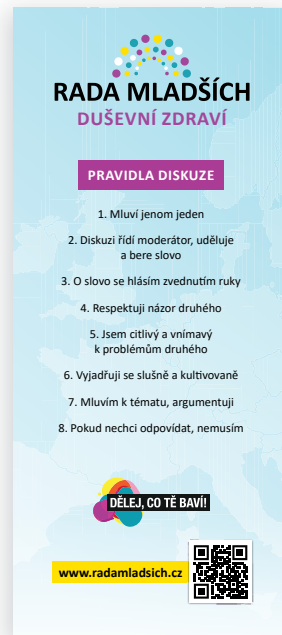 RADA MLADŠÍCH
DUŠEVNÍ ZDRAVÍ
PRAVIDLA DISKUZE
1. Mluví jenom jeden
2. Diskuzi řídí moderátor, uděluje
a bere slovo
3. O slovo se hlásím zvednutím ruky
4. Respektuji názor druhého
5. Jsem citlivý a vnímavý
k problémům druhého
6. Vyjadřuji se slušně a kultivovaně
7. Mluvím k tématu, argumentuji
8. Pokud nechci odpovídat, nemusím
DĚLEJ, CO TĚ BAVÍ!
www.radamladsich.cz